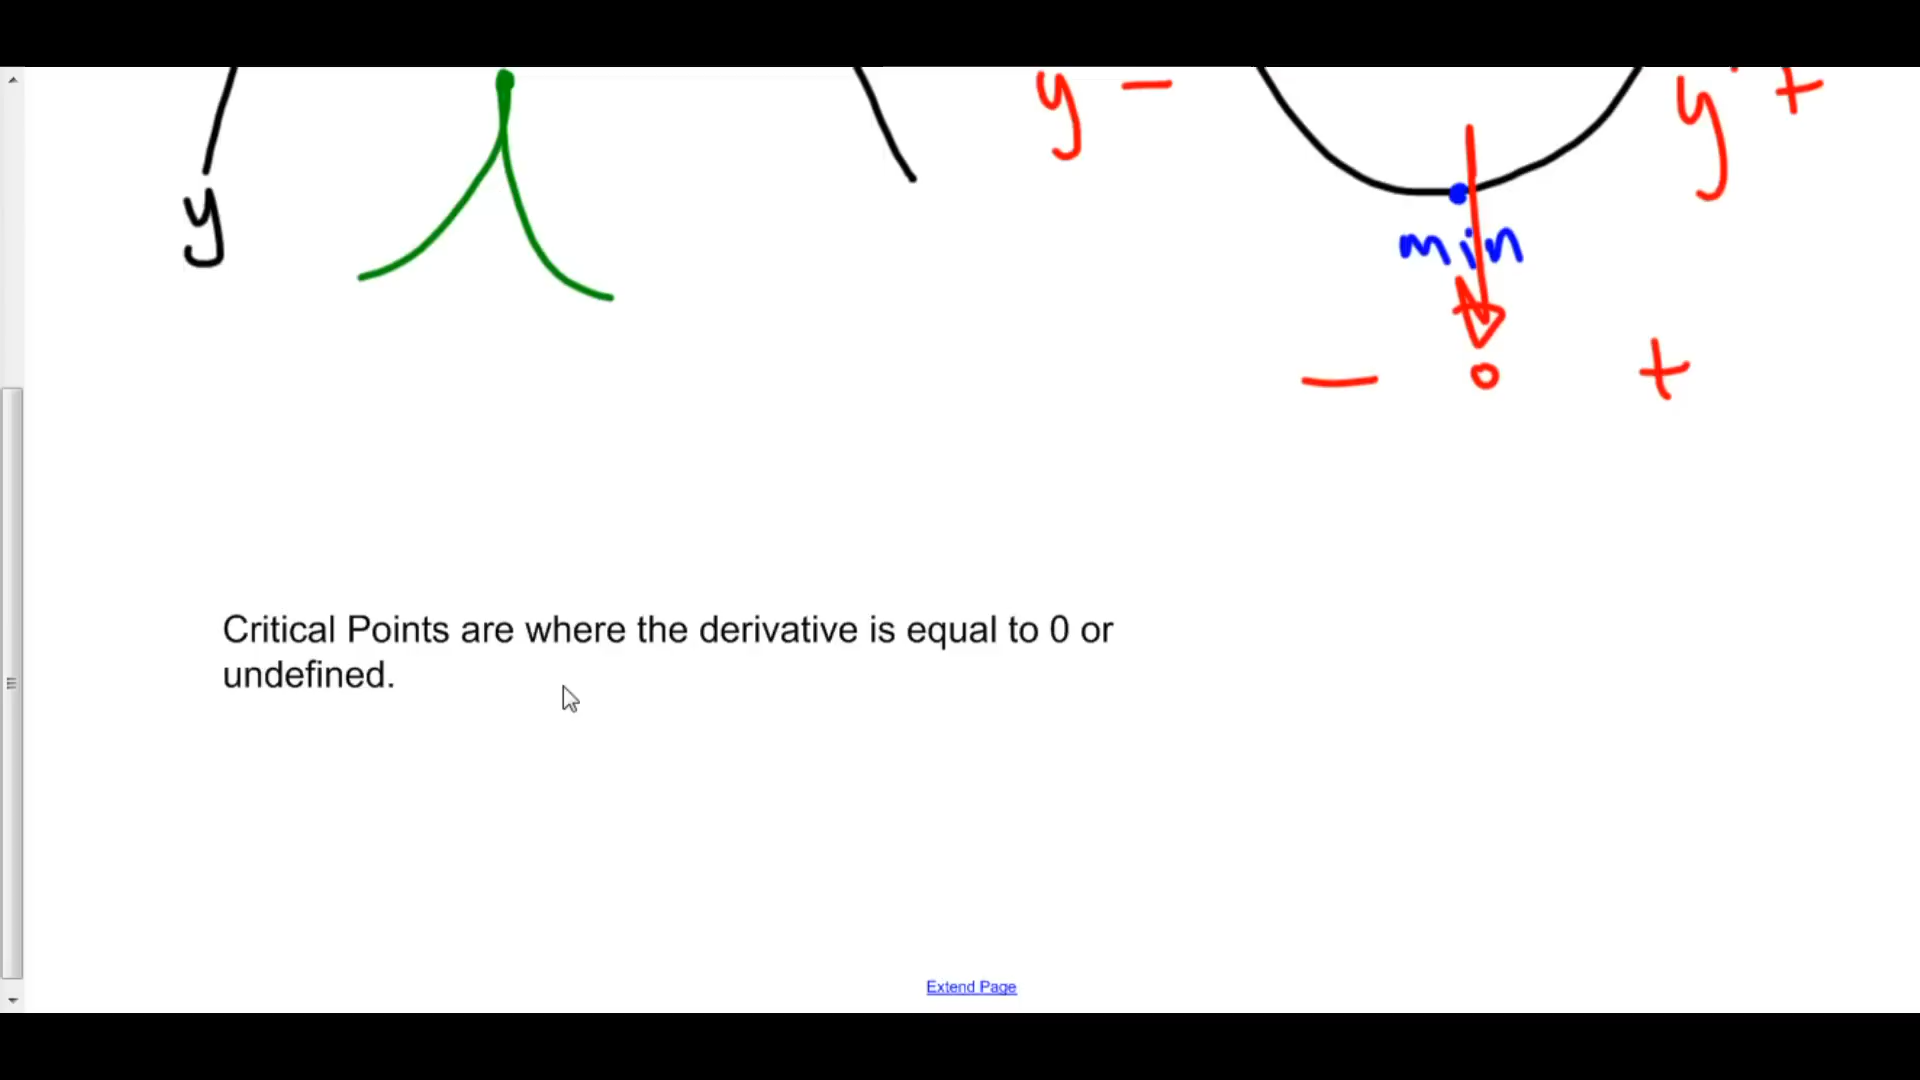 y - y' +
y
min
- 0 +
Critical Points are where the derivative is equal to 0 or
undefined.
Extend Page